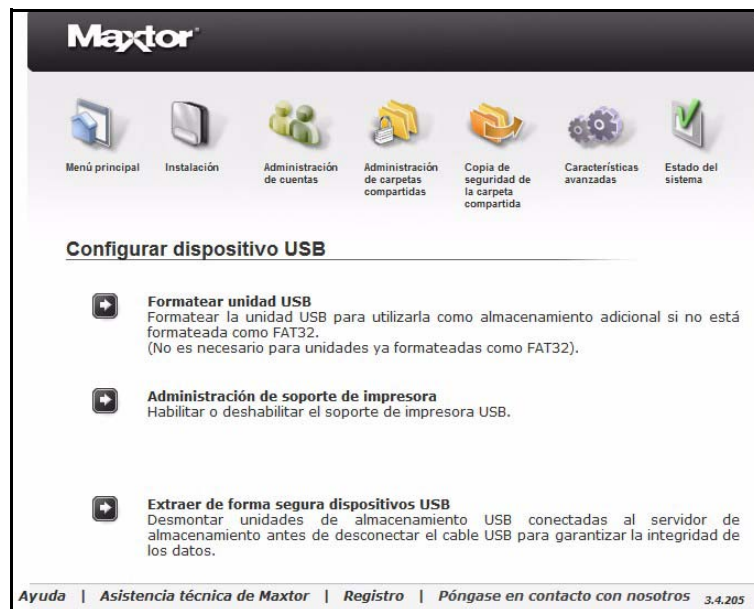 Maxtor
Menú principal
Instalación
Administración
de cuentas
Administración
de carpetas
compartidas
Copia de
seguridad de
la carpeta
compartida
Características
avanzadas
Estado del
sistema
Configurar dispositivo USB
Formatear unidad USB
Formatear la unidad USB para utilizarla como almacenamiento adicional si no está
formateada como FAT32.
(No es necesario para unidades ya formateadas como FAT32).
Administración de soporte de impresora
Habilitar o deshabilitar el soporte de impresora USB.
Extraer de forma segura dispositivos USB
Desmontar unidades de almacenamiento USB conectadas al servidor de
almacenamiento antes de desconectar el cable USB para garantizar la integridad de
los datos.
Ayuda | Asistencia técnica de Maxtor | Registro | Póngase en contacto con nosotros 3.4.205